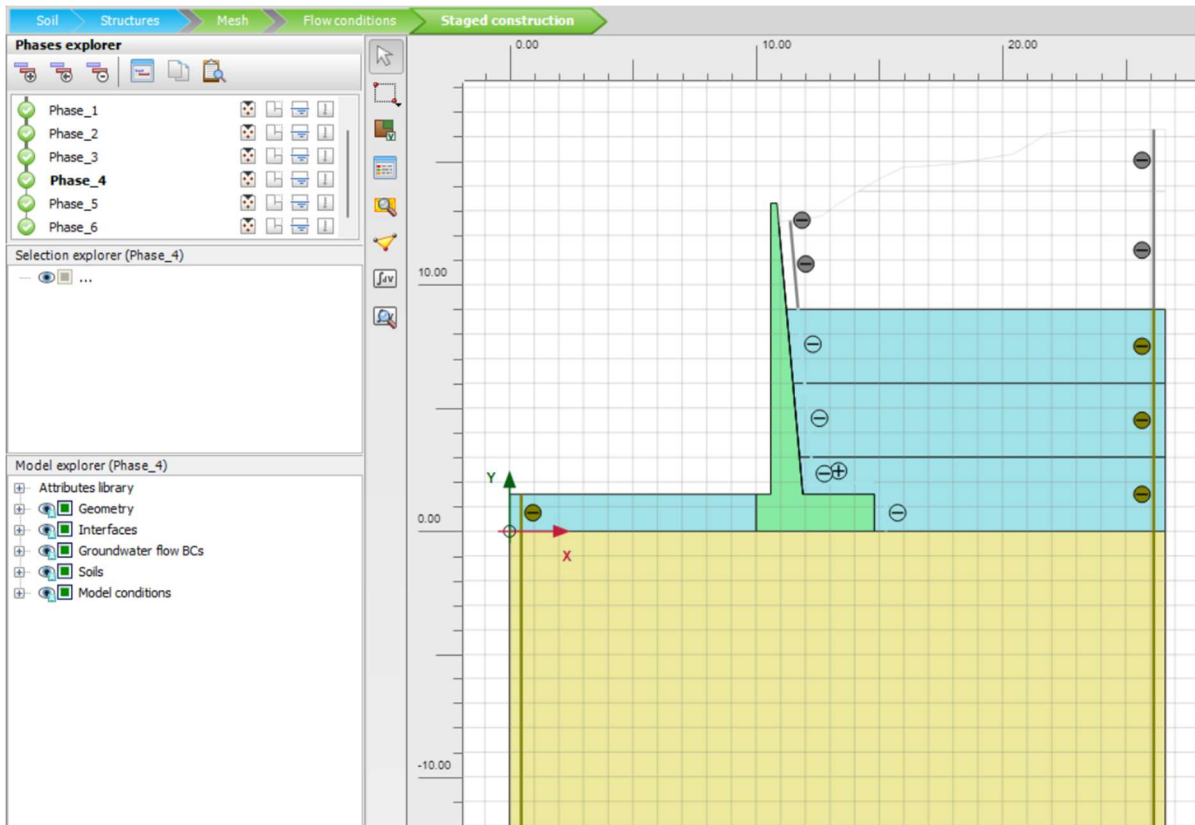 Soil Structures Mesh Flow conditions Staged construction
Phases explorer
Phase_1
Phase_2
Phase_3
Phase_4
Phase_5
Phase_6
Selection explorer (Phase_4)
...
Model explorer (Phase_4)
Attributes library
Geometry
Interfaces
Groundwater flow BCs
Soils
Model conditions
∫dV
0.00 10.00 20.00
10.00
0.00
-10.00
Y
X